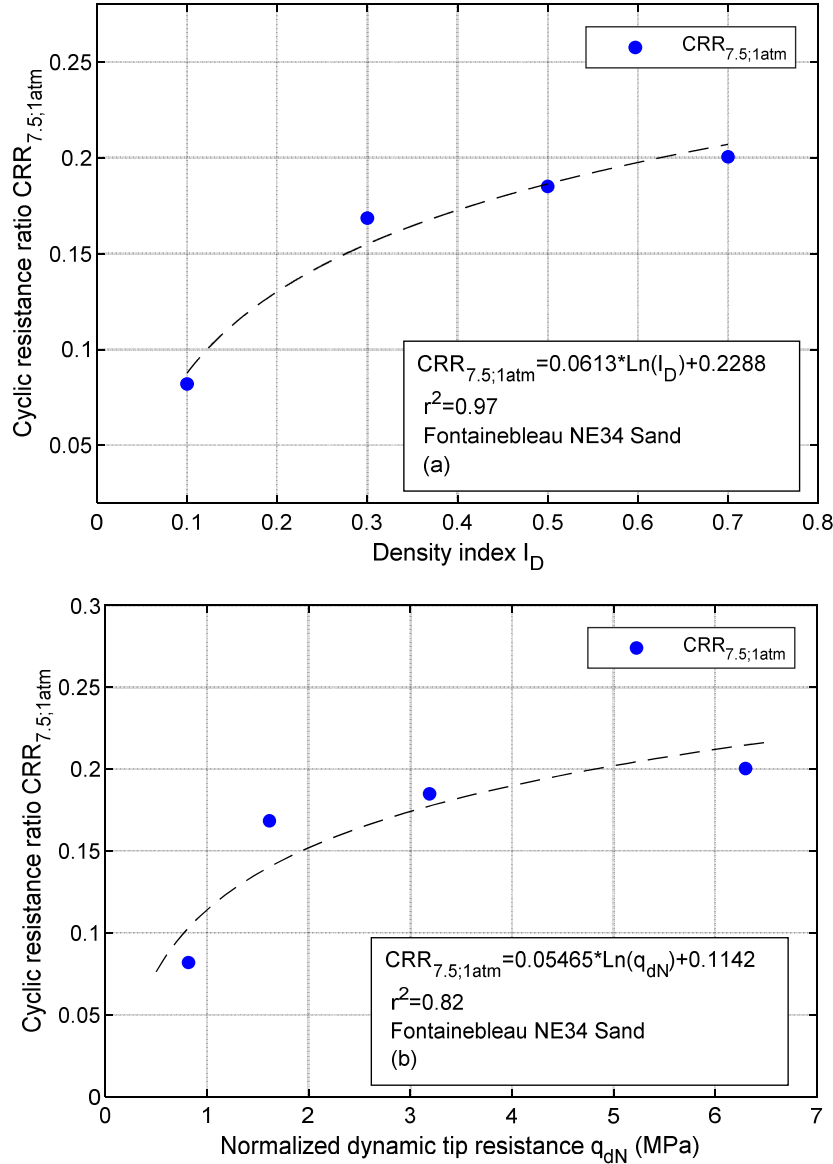 0.25
0.2
0.15
0.1
0.05
Cyclic resistance ratio CRR7.5;1atm
CRR7.5;1atm
CRR7.5;1atm=0.0613*Ln(ID)+0.2288
r2=0.97
Fontainebleau NE34 Sand
(a)
0 0.1 0.2 0.3 0.4 0.5 0.6 0.7 0.8
Density index ID
0.3
0.25
0.2
0.15
0.1
0.05
0
Cyclic resistance ratio CRR7.5;1atm
CRR7.5;1atm
CRR7.5;1atm=0.05465*Ln(qdN)+0.1142
r2=0.82
Fontainebleau NE34 Sand
(b)
0 1 2 3 4 5 6 7
Normalized dynamic tip resistance qdN (MPa)